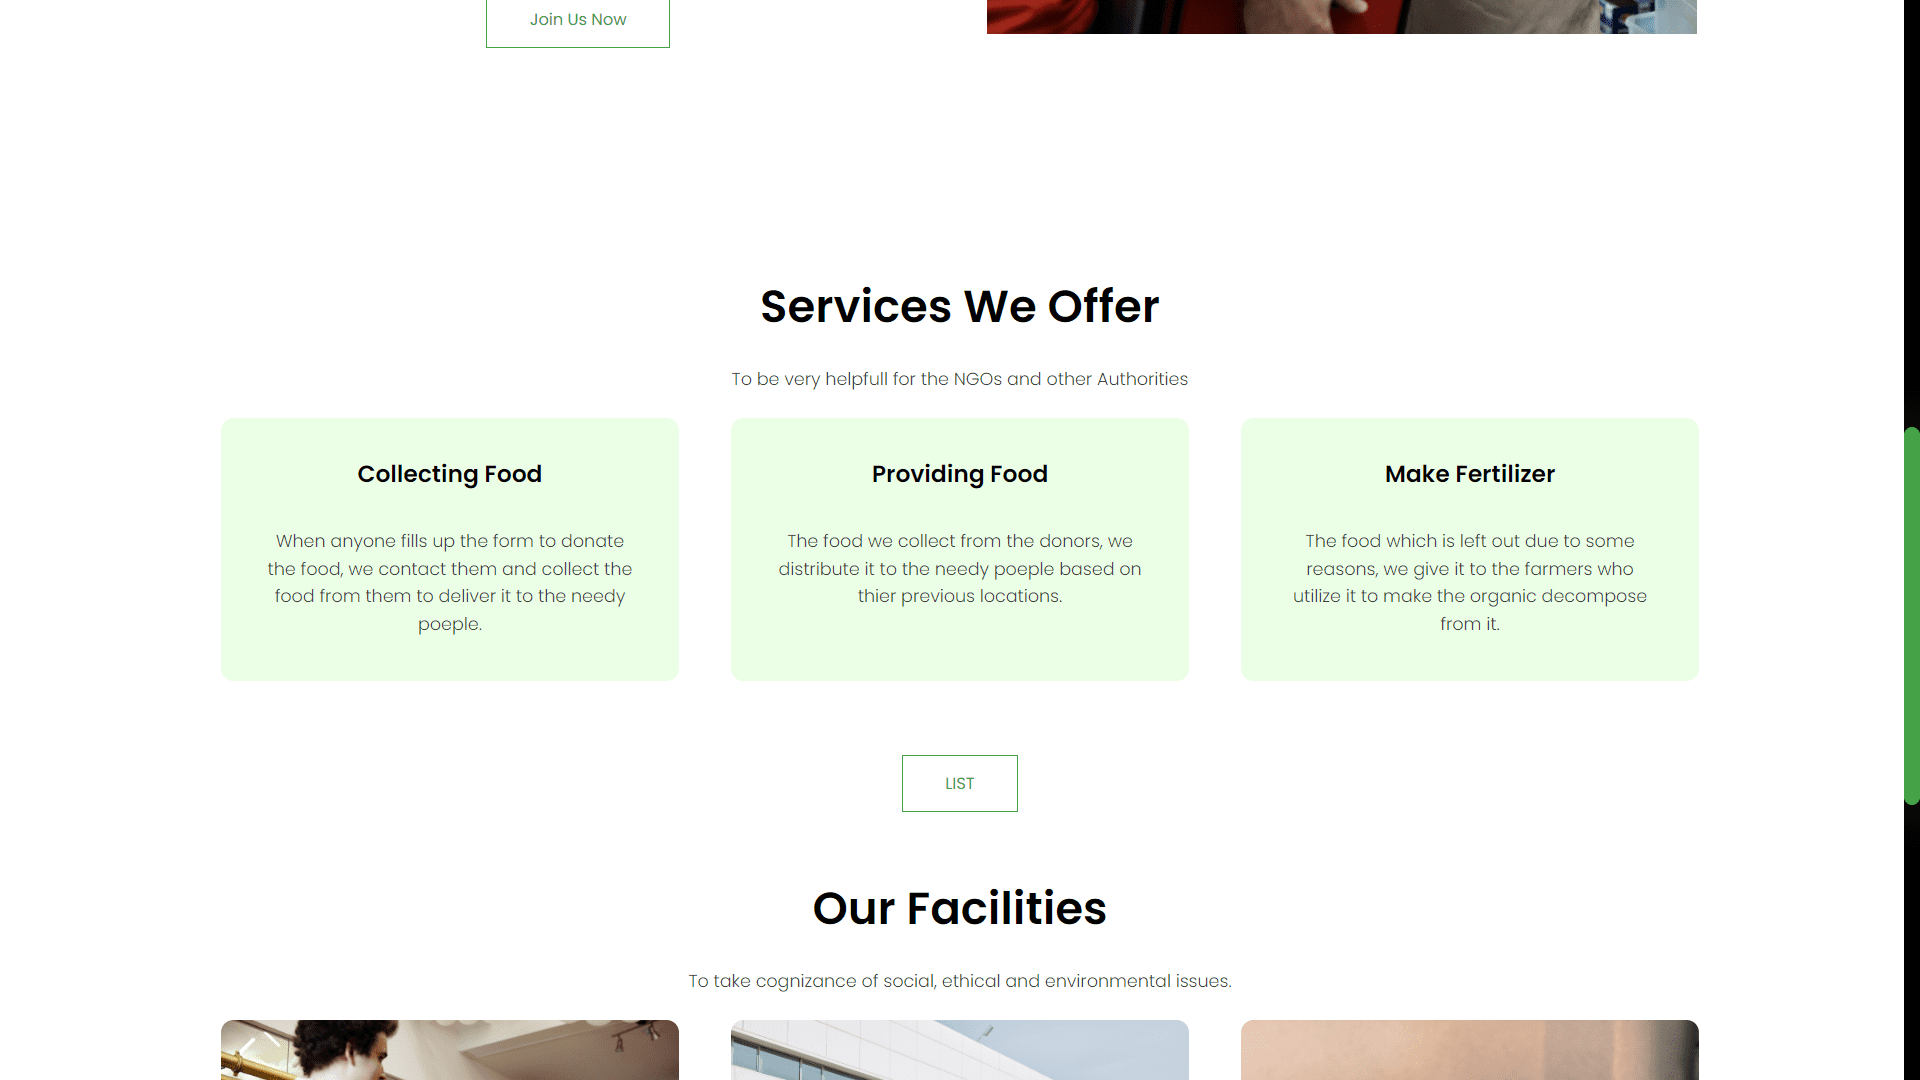 Join Us Now
Services We Offer
To be very helpfull for the NGOs and other Authorities
Collecting Food
When anyone fills up the form to donate
the food, we contact them and collect the
food from them to deliver it to the needy
poeple.
Providing Food
The food we collect from the donors, we
distribute it to the needy poeple based on
thier previous locations.
Make Fertilizer
The food which is left out due to some
reasons, we give it to the farmers who
utilize it to make the organic decompose
from it.
LIST
Our Facilities
To take cognizance of social, ethical and environmental issues.